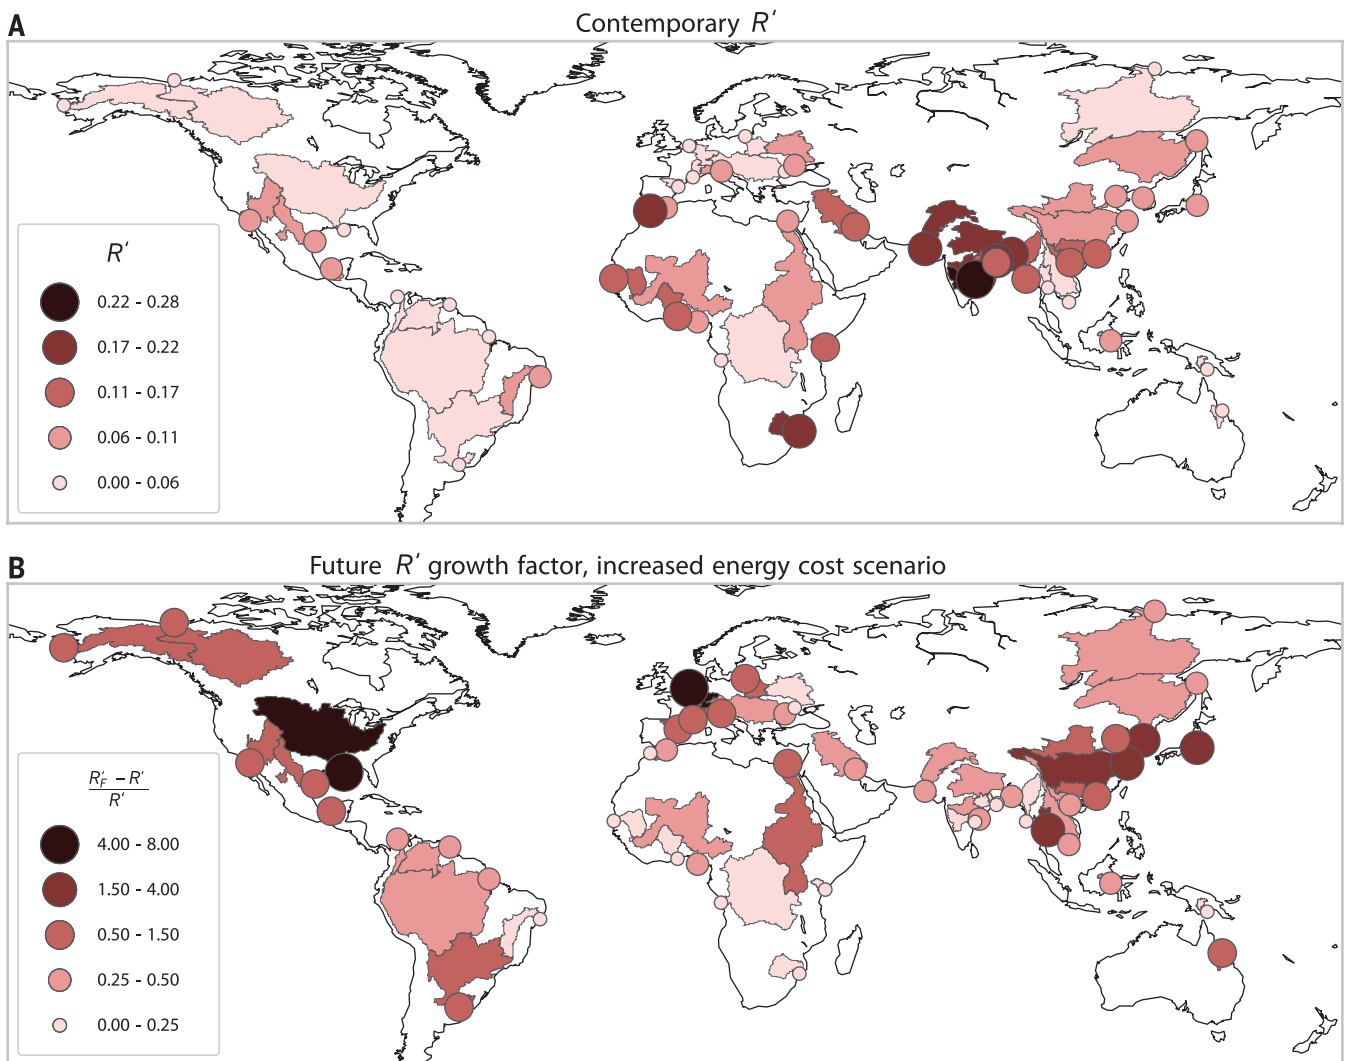 A
Contemporary R′
R′
0.22 - 0.28
0.17 - 0.22
0.11 - 0.17
0.06 - 0.11
0.00 - 0.06
B
Future R′ growth factor, increased energy cost scenario
R′F − R′
R′
4.00 - 8.00
1.50 - 4.00
0.50 - 1.50
0.25 - 0.50
0.00 - 0.25